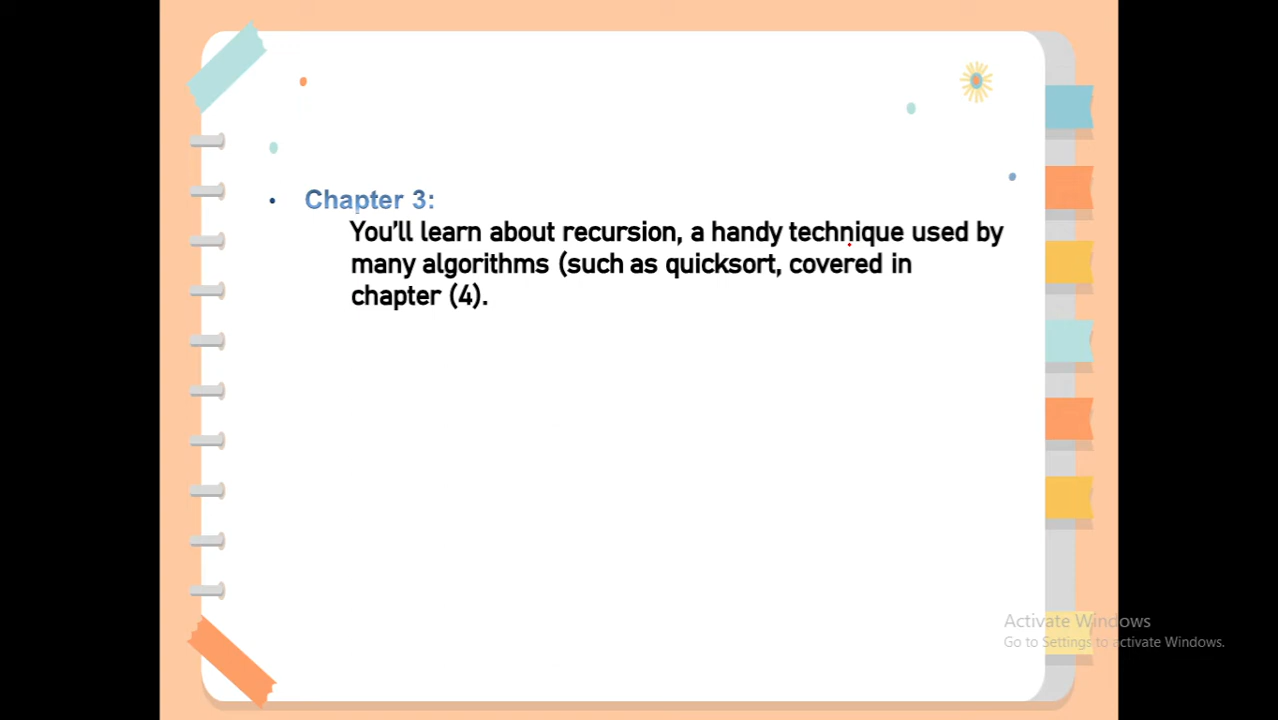 • Chapter 3:
You’ll learn about recursion, a handy technique used by
many algorithms (such as quicksort, covered in
chapter (4).
Activate Windows
Go to Settings to activate Windows.